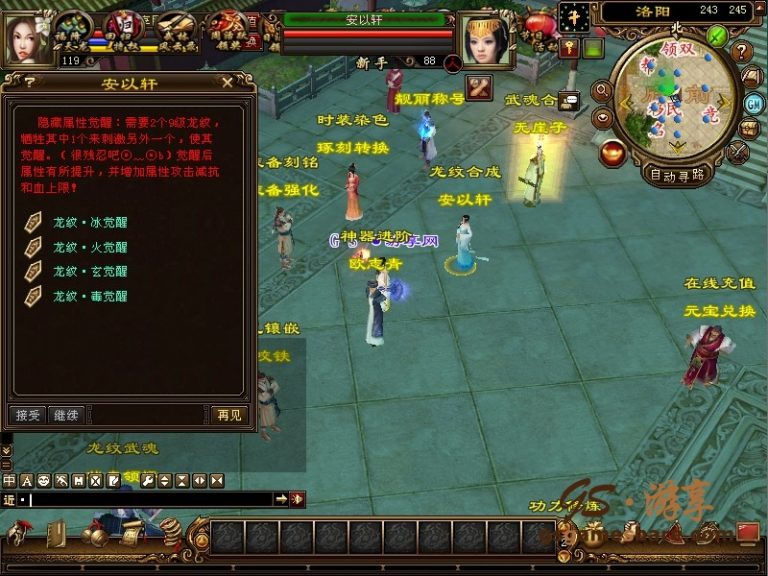 安以轩
洛阳
243 245
北
119
新手
88
安以轩
隐藏属性觉醒：需要2个9级龙纹，
牺牲其中1个来刺激另外一个，使其
觉醒。（很残忍吧⊙﹏⊙b）觉醒后
属性有所提升，并增加属性攻击减抗
和血上限！
龙纹·冰觉醒
龙纹·火觉醒
龙纹·玄觉醒
龙纹·毒觉醒
接受
继续
再见
靓丽称号
武魂合
时装染色
无崖子
琢刻转换
龙纹合成
备刻铭
安以轩
备强化
神器进阶
欧志青
GM
自动寻路
在线充值
元宝兑换
镶嵌
龙纹武魂
近
GS·游享